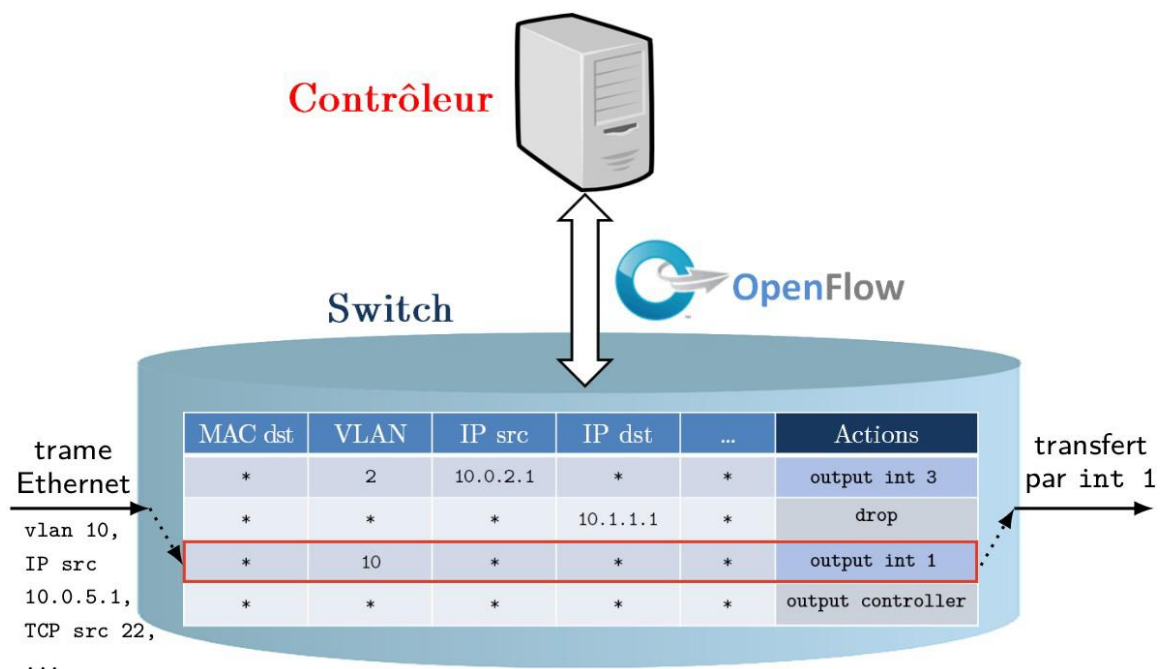 Contrôleur
OpenFlow
Switch
MAC dst VLAN IP src IP dst ... Actions
* 2 10.0.2.1 * * output int 3
* * * 10.1.1.1 * drop
* 10 * * * output int 1
* * * * * output controller
trame
Ethernet
vlan 10,
IP src
10.0.5.1,
TCP src 22,
...
transfert
par int 1